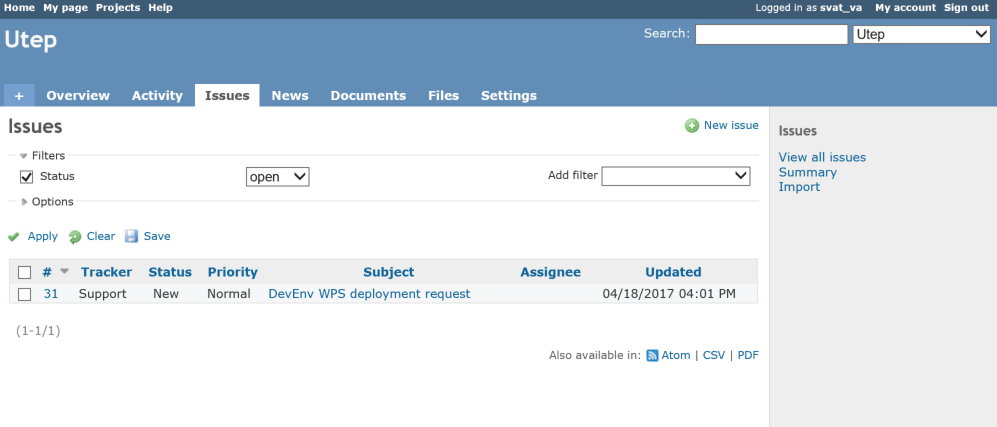 Home My page Projects Help Logged in as svat_va My account Sign out
Utep Search: Utep
+ Overview Activity Issues News Documents Files Settings
Issues New issue
Filters
Status open Add filter
Options
Apply Clear Save
# Tracker Status Priority Subject Assignee Updated
31 Support New Normal DevEnv WPS deployment request 04/18/2017 04:01 PM
(1-1/1)
Also available in: Atom | CSV | PDF
Issues
View all issues
Summary
Import